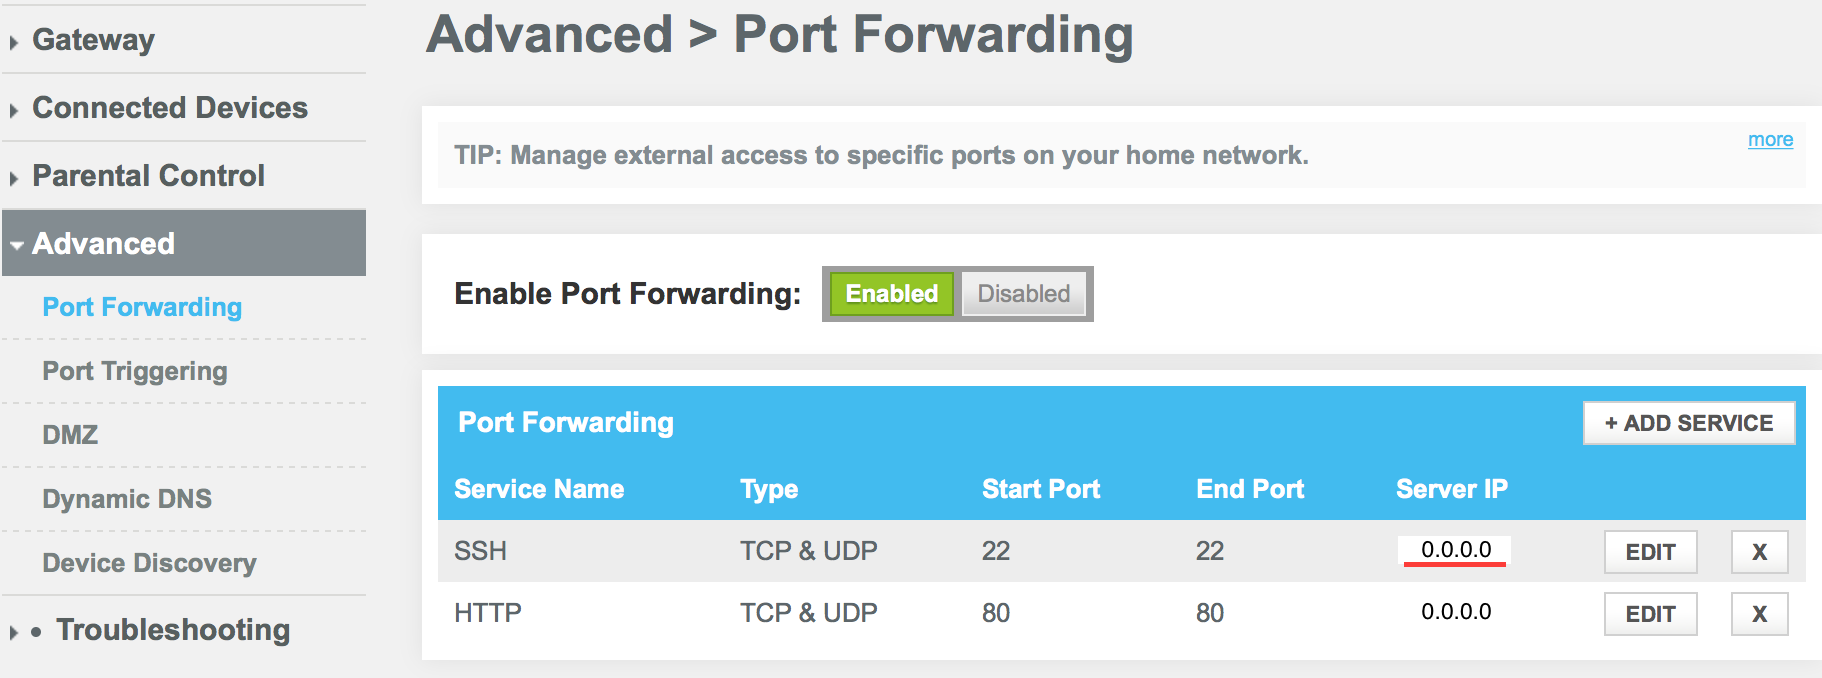 Gateway
Connected Devices
Parental Control
Advanced
Port Forwarding
Port Triggering
DMZ
Dynamic DNS
Device Discovery
• Troubleshooting
Advanced > Port Forwarding
more
TIP: Manage external access to specific ports on your home network.
Enable Port Forwarding: Enabled Disabled
Port Forwarding + ADD SERVICE
Service Name Type Start Port End Port Server IP
SSH TCP & UDP 22 22 0.0.0.0 EDIT X
HTTP TCP & UDP 80 80 0.0.0.0 EDIT X